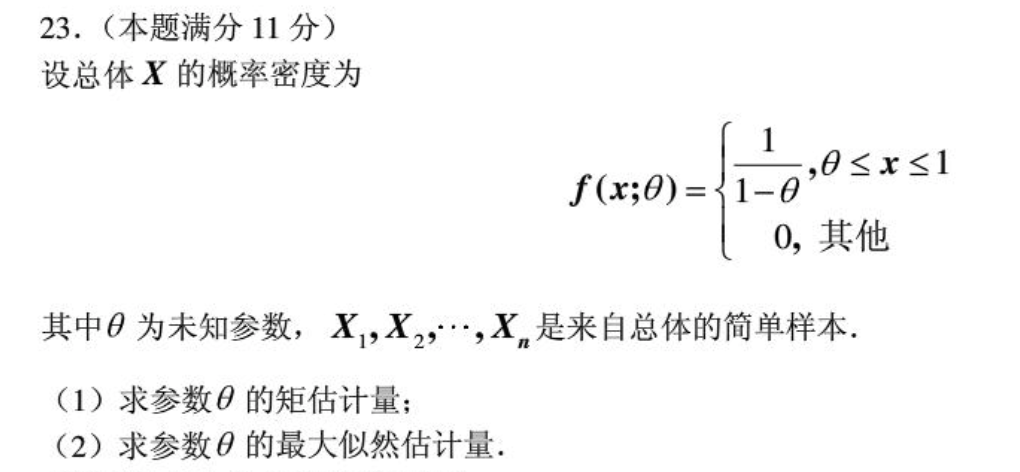 23．（本题满分 11 分）
设总体 X 的概率密度为
f(x;θ) = { 1/(1−θ), θ ≤ x ≤ 1
0, 其他
其中θ 为未知参数， X₁, X₂, ⋯, Xₙ 是来自总体的简单样本．
（1）求参数θ 的矩估计量；
（2）求参数θ 的最大似然估计量．